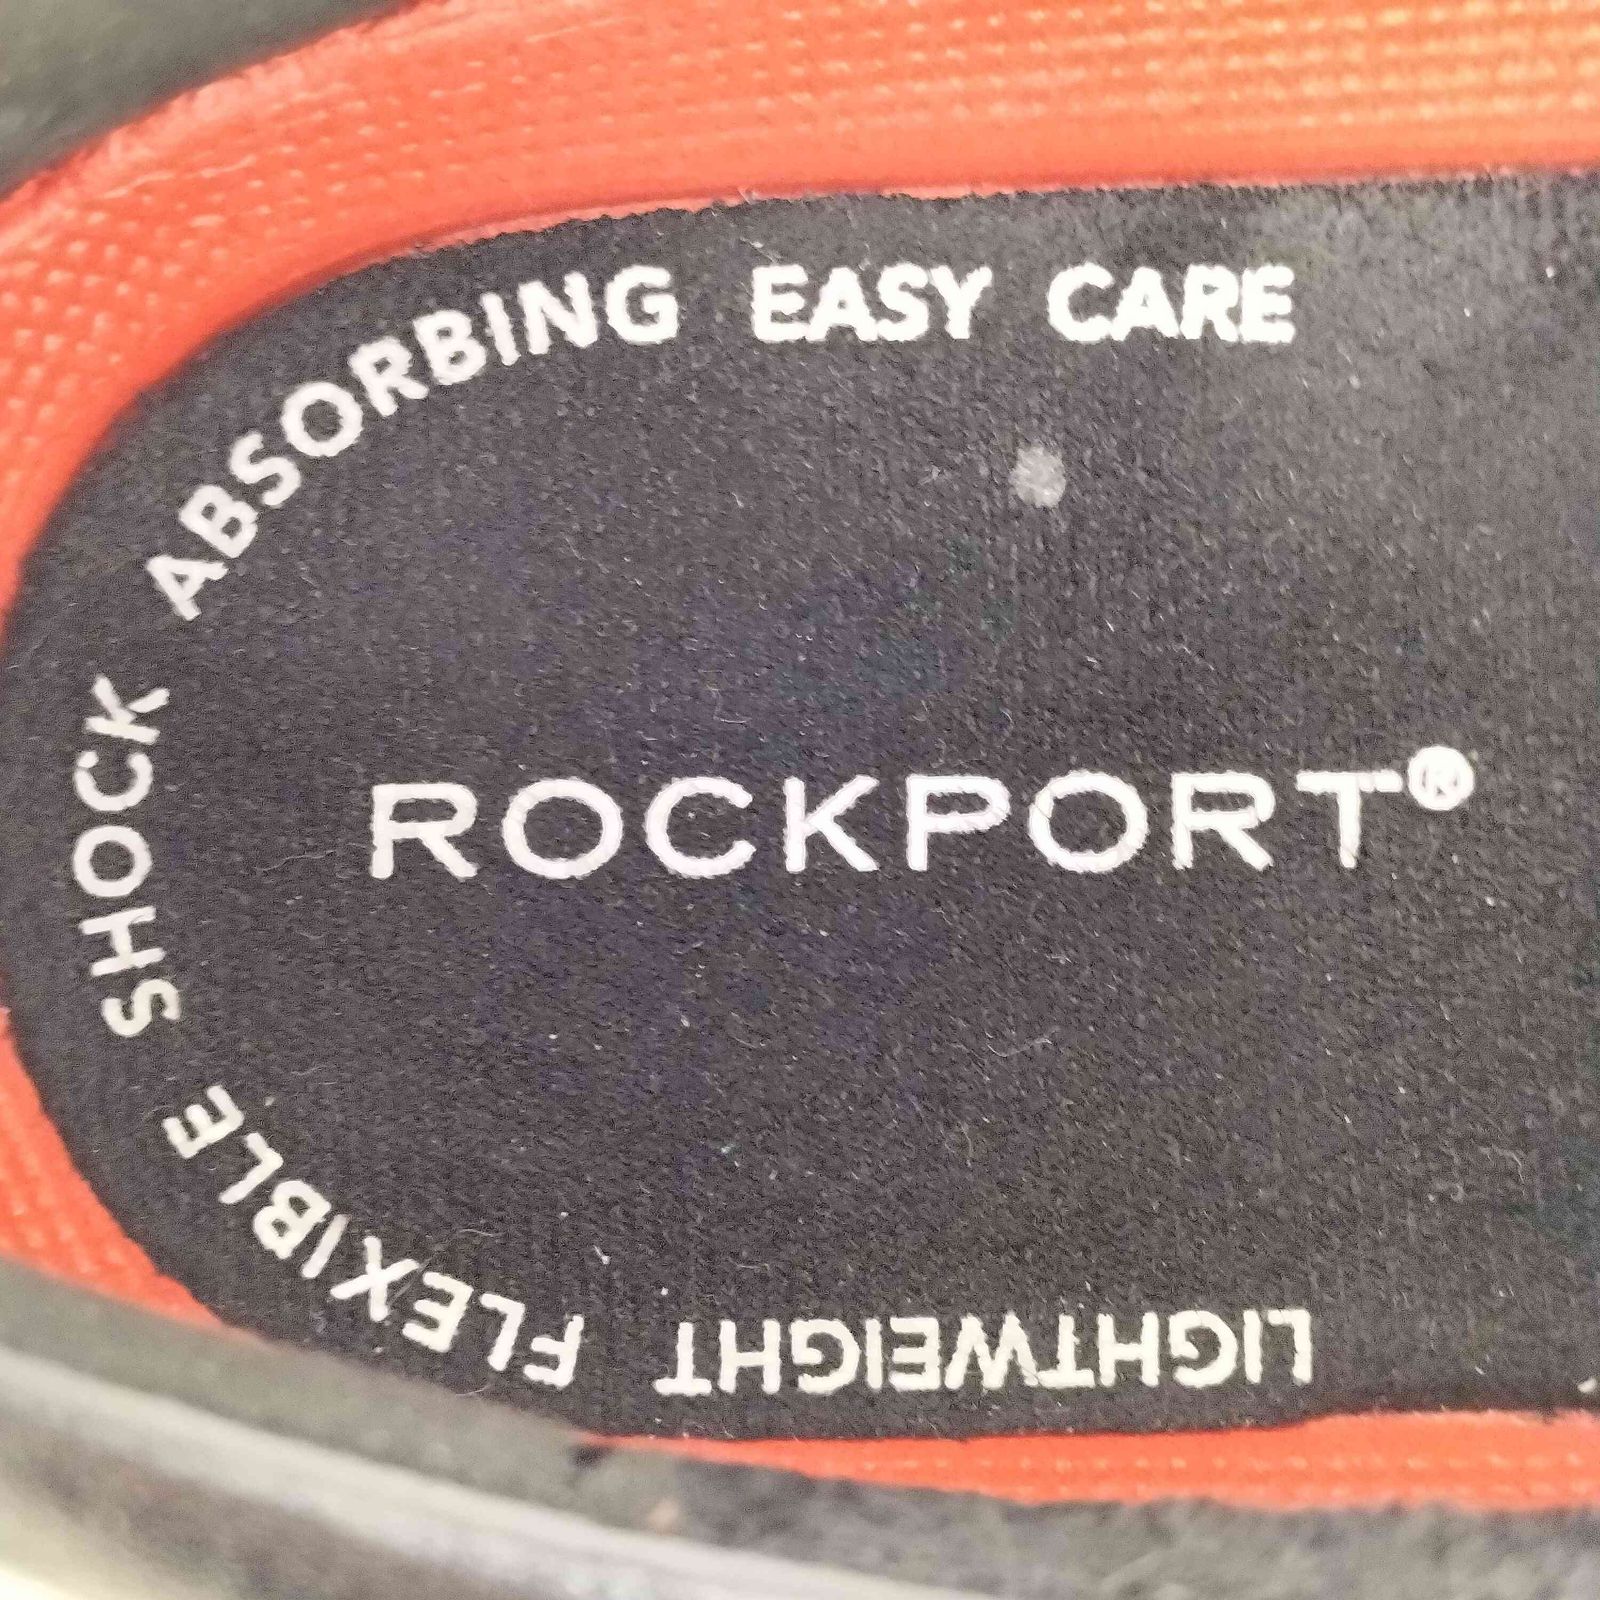 LIGHTWEIGHT FLEXIBLE SHOCK ABSORBING EASY CARE
ROCKPORT®